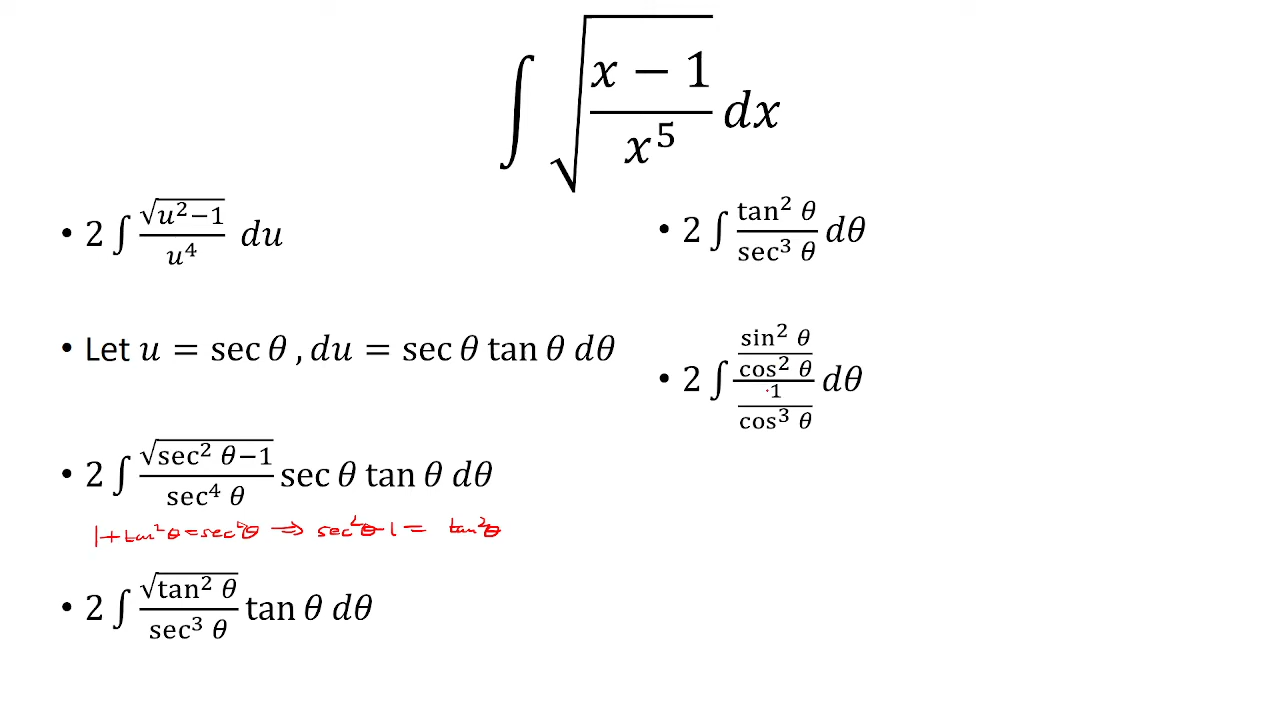 ∫ √((x − 1)/x⁵) dx
• 2 ∫ √(u²−1)/u⁴ du
• Let u = sec θ , du = sec θ tan θ dθ
• 2 ∫ √(sec² θ−1)/sec⁴ θ sec θ tan θ dθ
1+tan²θ=sec²θ ⇒ sec²θ-1 = tan²θ
• 2 ∫ √(tan² θ)/sec³ θ tan θ dθ
• 2 ∫ tan² θ/sec³ θ dθ
• 2 ∫ (sin² θ/cos² θ)/(1/cos³ θ) dθ